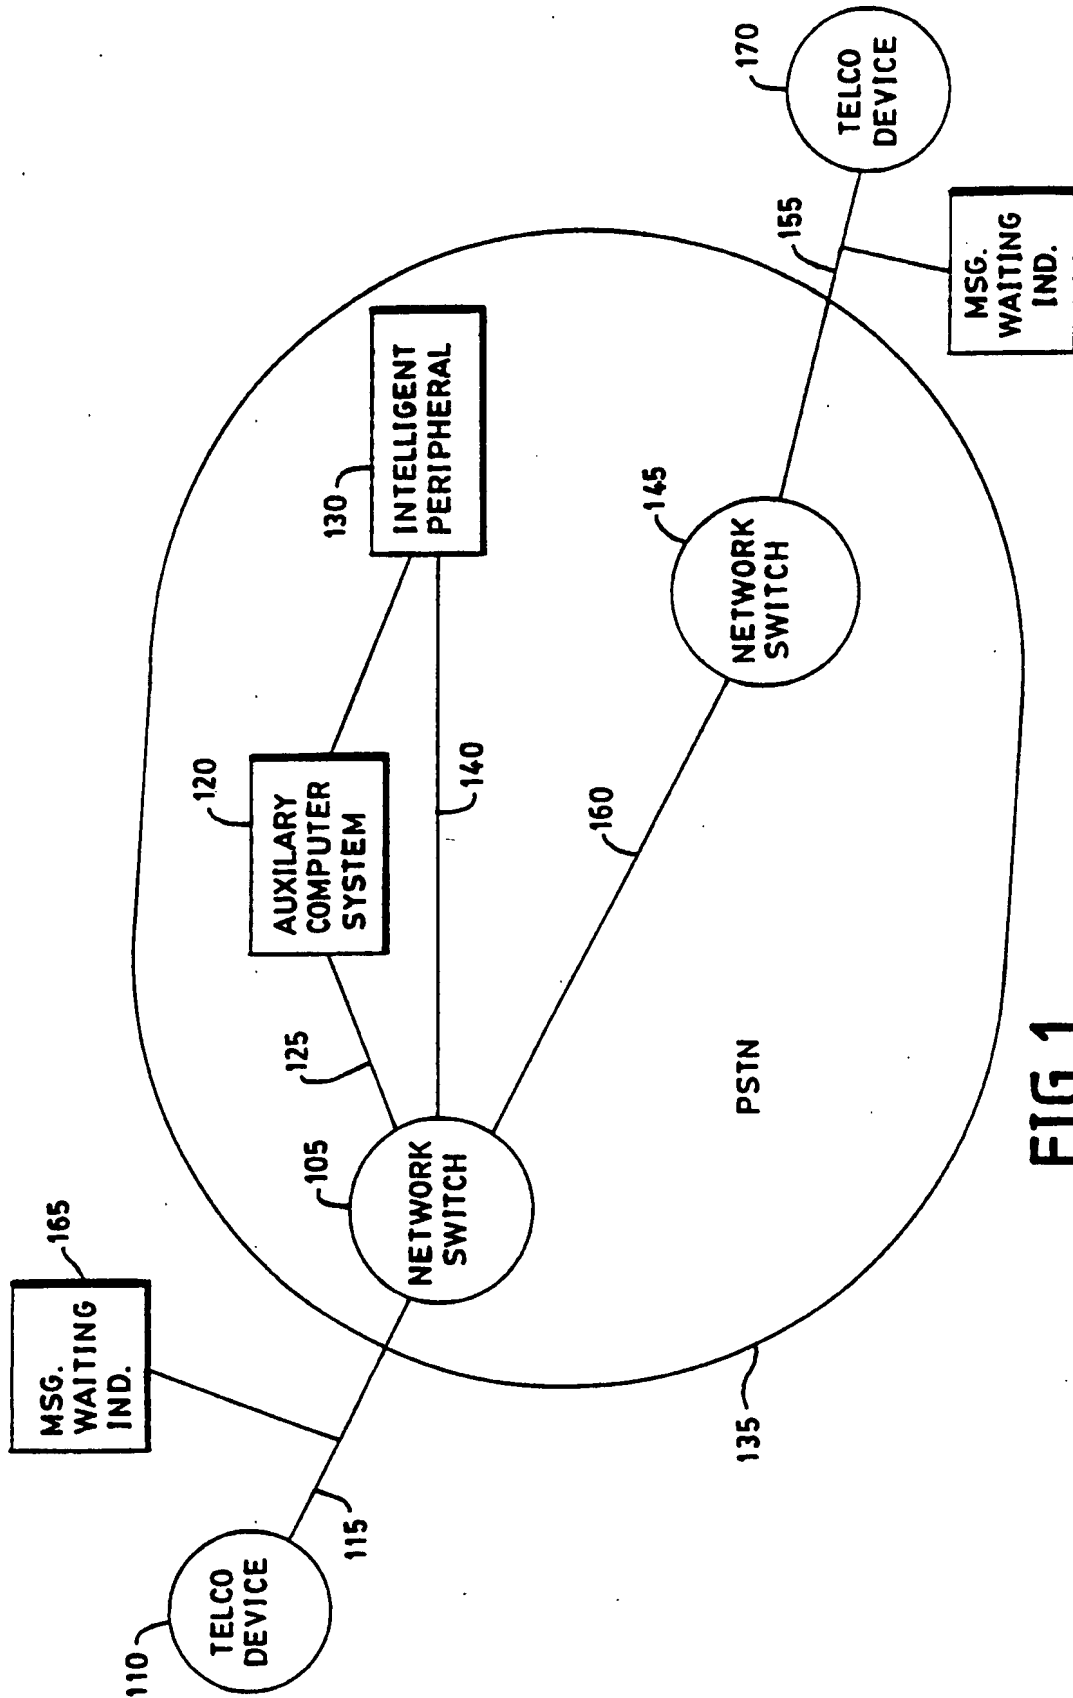 165
MSG.
WAITING
IND.
110
TELCO
DEVICE
115
105
NETWORK
SWITCH
125
120
AUXILARY
COMPUTER
SYSTEM
130
INTELLIGENT
PERIPHERAL
140
160
145
NETWORK
SWITCH
155
170
TELCO
DEVICE
MSG.
WAITING
IND.
PSTN
135
FIG. 1